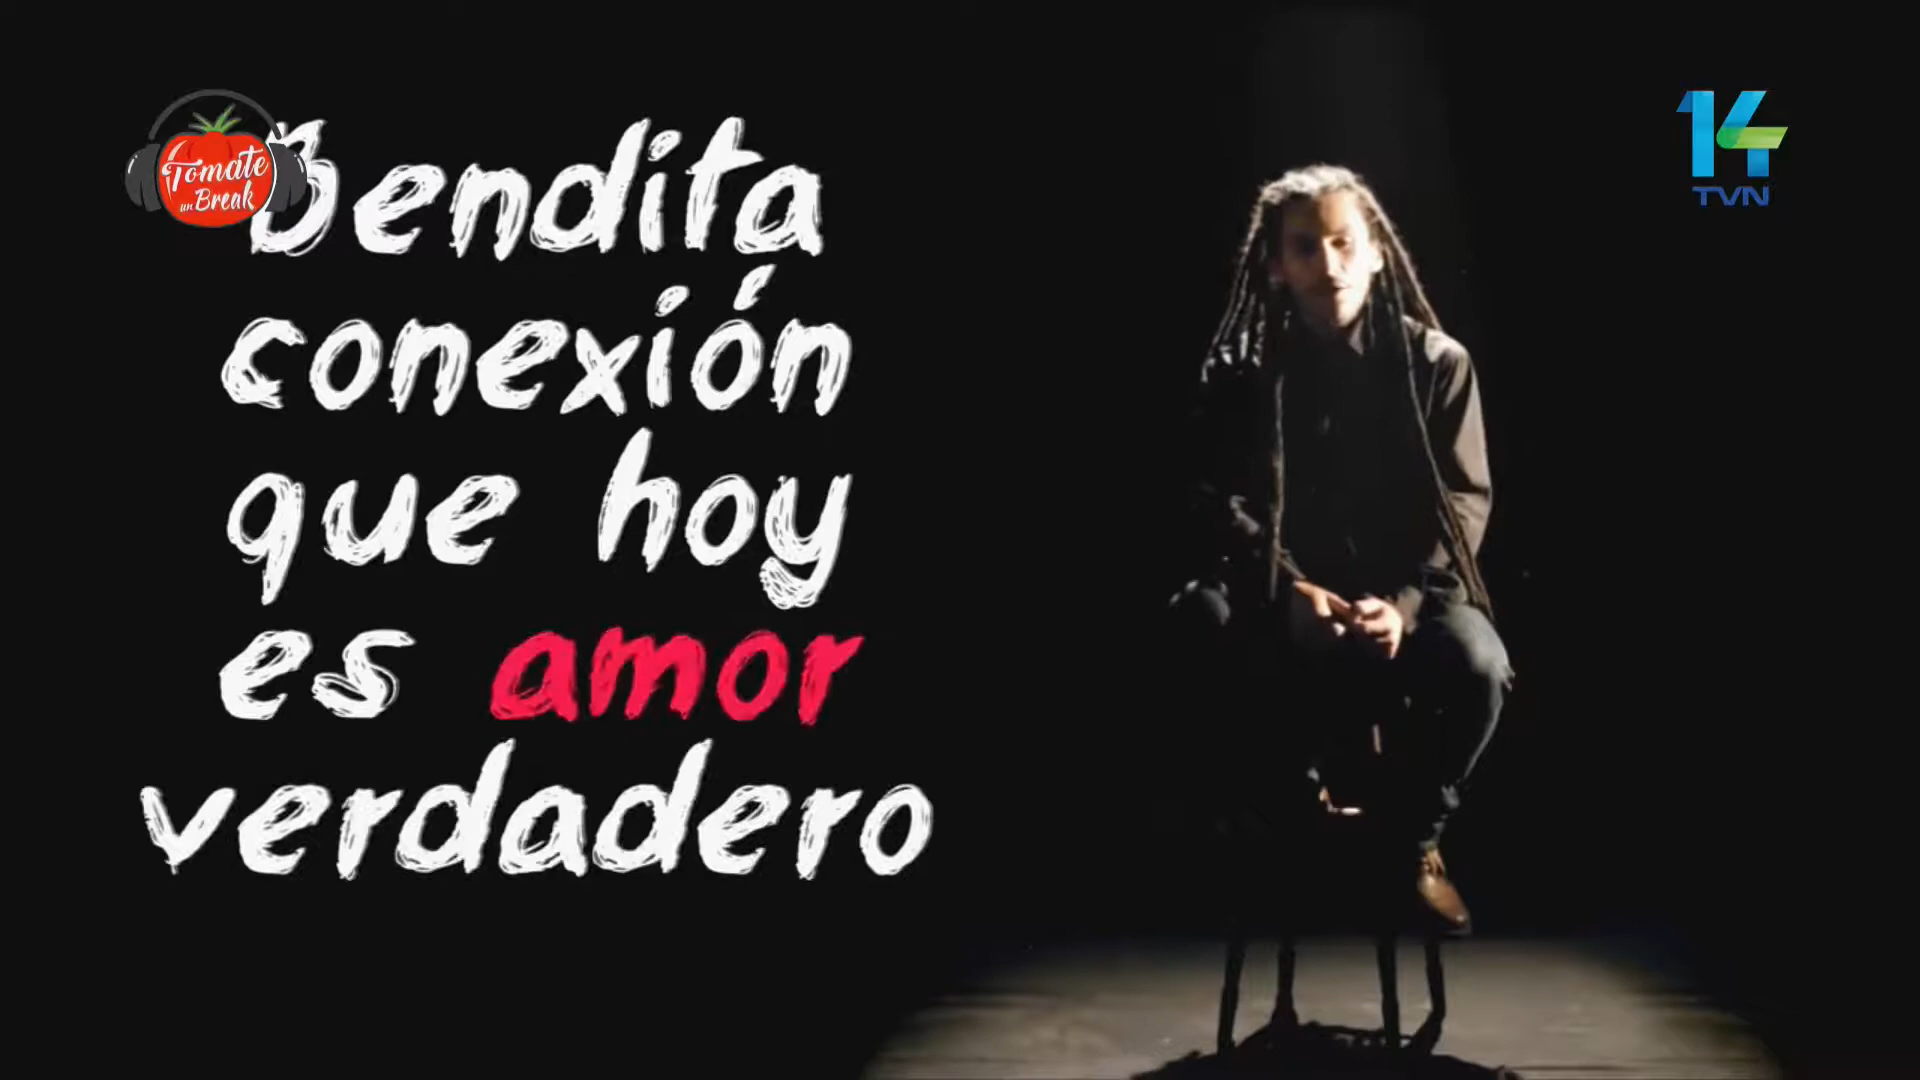 Tomate
un Break
Bendita
conexión
que hoy
es amor
verdadero
14
TVN